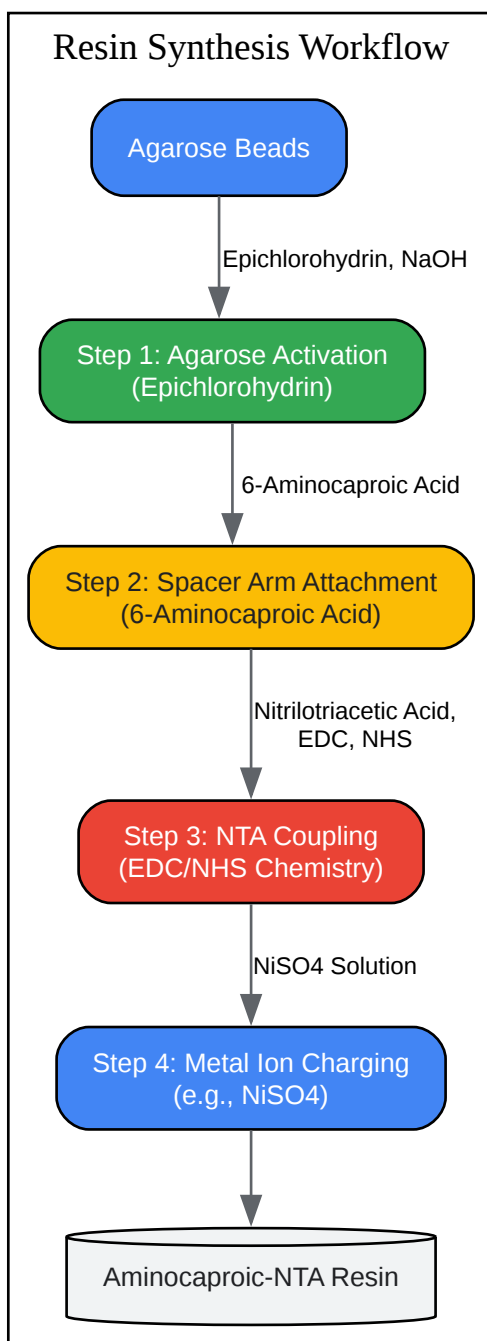 Resin Synthesis Workflow
Agarose Beads
Epichlorohydrin, NaOH
Step 1: Agarose Activation
(Epichlorohydrin)
6-Aminocaproic Acid
Step 2: Spacer Arm Attachment
(6-Aminocaproic Acid)
Nitrilotriacetic Acid,
EDC, NHS
Step 3: NTA Coupling
(EDC/NHS Chemistry)
NiSO4 Solution
Step 4: Metal Ion Charging
(e.g., NiSO4)
Aminocaproic-NTA Resin